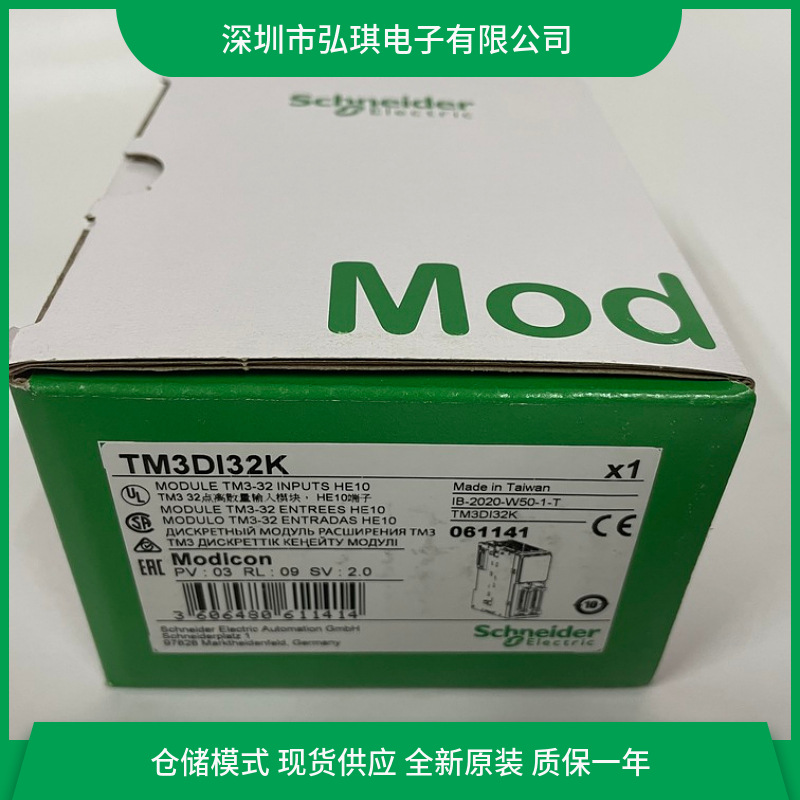 深圳市弘琪电子有限公司
Schneider
Electric
Mod
TM3DI32K
x1
MODULE TM3-32 INPUTS HE10
TM3 32点离散量输入模块， HE10端子
MODULE TM3-32 ENTREES HE10
MODULO TM3-32 ENTRADAS HE10
ДИСКРЕТНЫЙ МОДУЛЬ РАСШИРЕНИЯ TM3
TM3 ДИСКРЕТТІК КЕҢЕЙТУ МОДУЛІ
Made in Taiwan
IB-2020-W50-1-T
TM3DI32K
061141
UL
CE
EAC
Modicon
PV : 03 RL : 09 SV : 2.0
3 606480 611414
10
Schneider Electric Automation GmbH
Schneiderplatz 1
97828 Marktheidenfeld, Germany
Schneider
Electric
仓储模式 现货供应 全新原装 质保一年